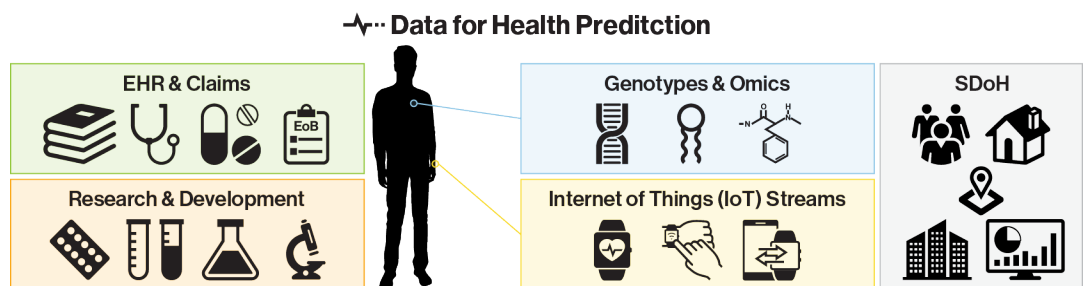 Data for Health Preditction
EHR & Claims
EoB
Genotypes & Omics
O
H
N
N
SDoH
Research & Development
Internet of Things (IoT) Streams